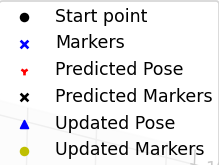 Start point
Markers
Predicted Pose
Predicted Markers
Updated Pose
Updated Markers